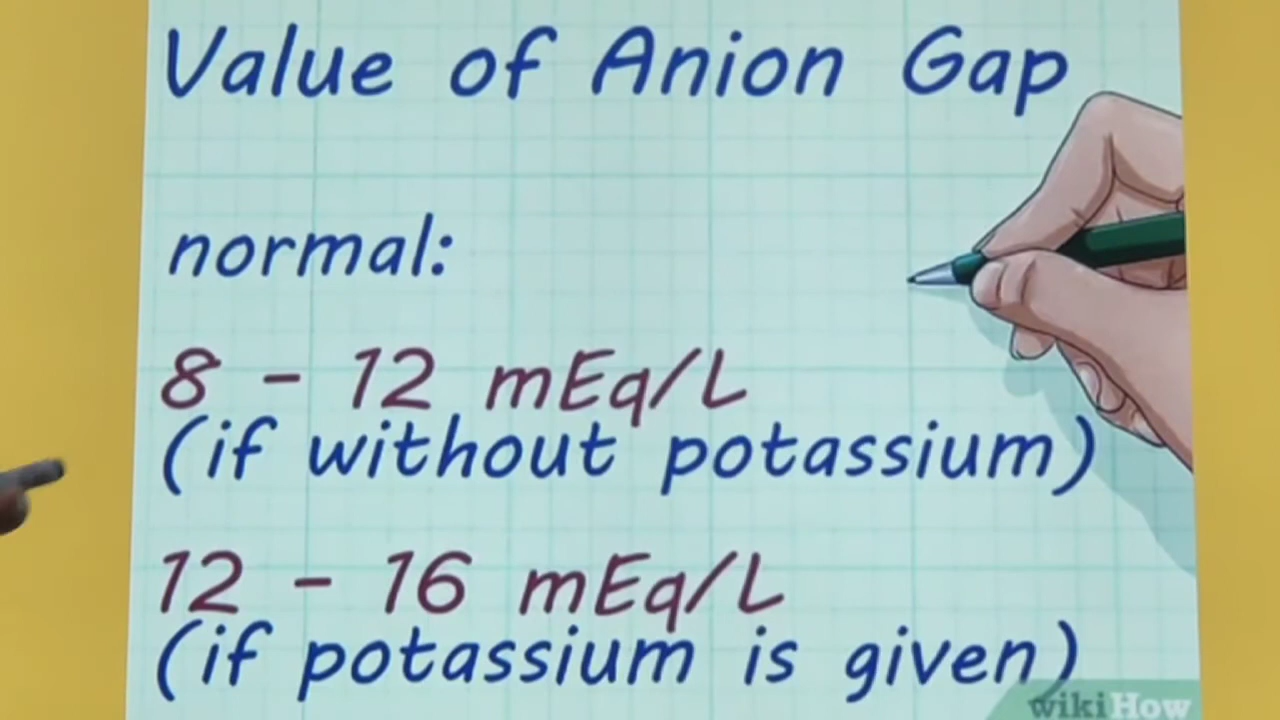 Value of Anion Gap
normal:
8 - 12 mEq/L
(if without potassium)
12 - 16 mEq/L
(if potassium is given)
wikiHow